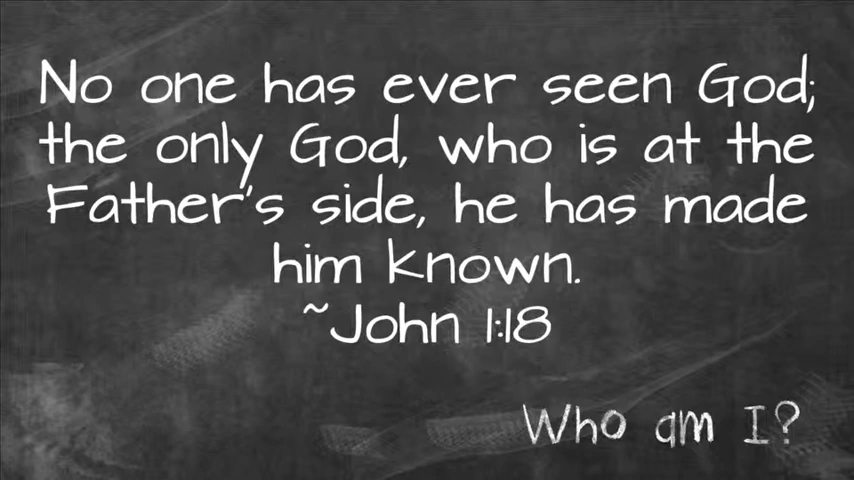 No one has ever seen God;
the only God, who is at the
Father's side, he has made
him known.
~John 1:18
Who am I?